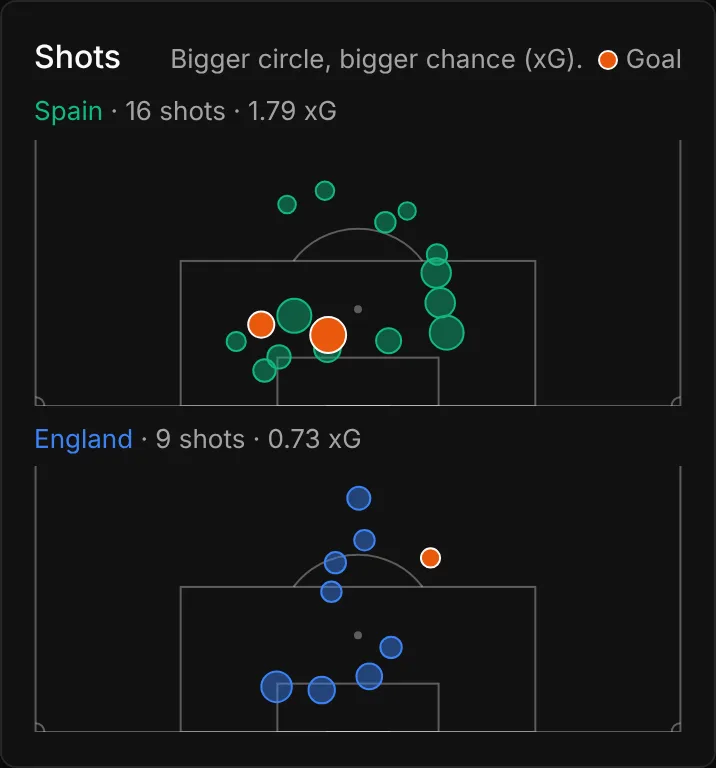 Shots Bigger circle, bigger chance (xG). Goal
Spain · 16 shots · 1.79 xG
England · 9 shots · 0.73 xG